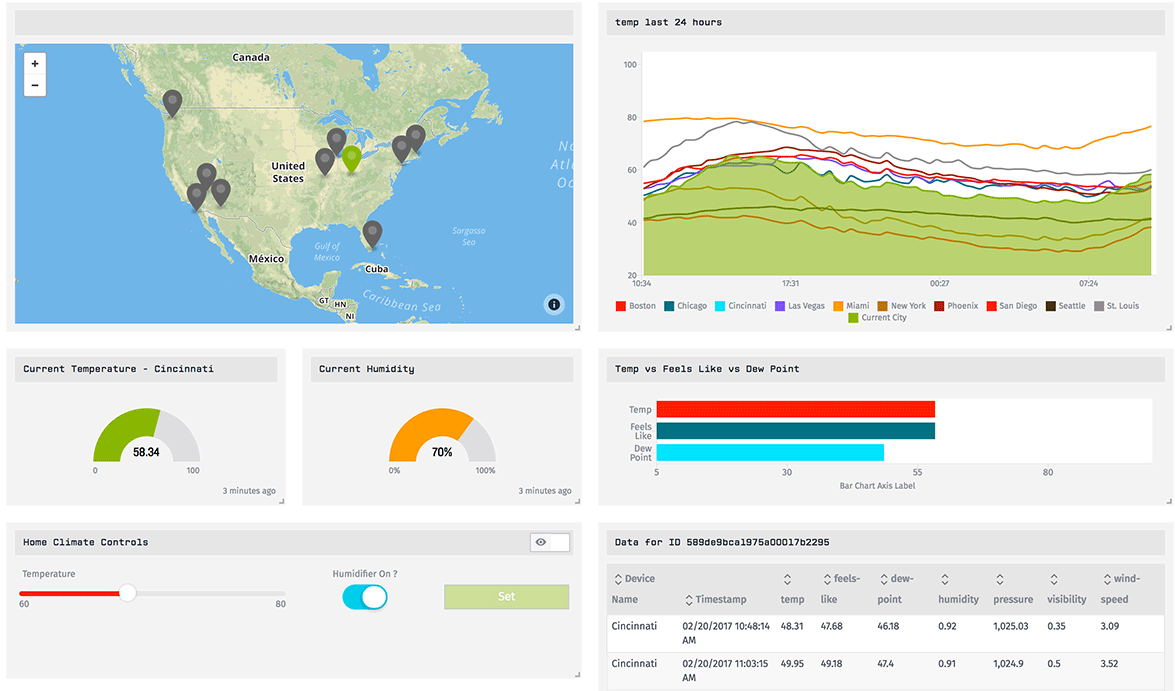 +
−
Canada
United
States
México
Gulf of
Mexico
Sargasso
Sea
Cuba
Caribbean Sea
GT
HN
NI
N
Atl
Oc
temp last 24 hours
100
80
60
40
20
10:34
17:31
00:27
07:24
Boston Chicago Cincinnati Las Vegas Miami New York Phoenix San Diego Seattle St. Louis
Current City
Current Temperature - Cincinnati
58.34
0
100
3 minutes ago
Current Humidity
70%
0%
100%
3 minutes ago
Temp vs Feels Like vs Dew Point
Temp
Feels
Like
Dew
Point
5
30
55
80
Bar Chart Axis Label
Home Climate Controls
Temperature
60
80
Humidifier On ?
Set
Data for ID 589de9bca1975a00017b2295
Device feels- dew- wind-
Name Timestamp temp like point humidity pressure visibility speed
Cincinnati 02/20/2017 10:48:14 48.31 47.68 46.18 0.92 1,025.03 0.35 3.09
AM
Cincinnati 02/20/2017 11:03:15 49.95 49.18 47.4 0.91 1,024.9 0.5 3.52
AM